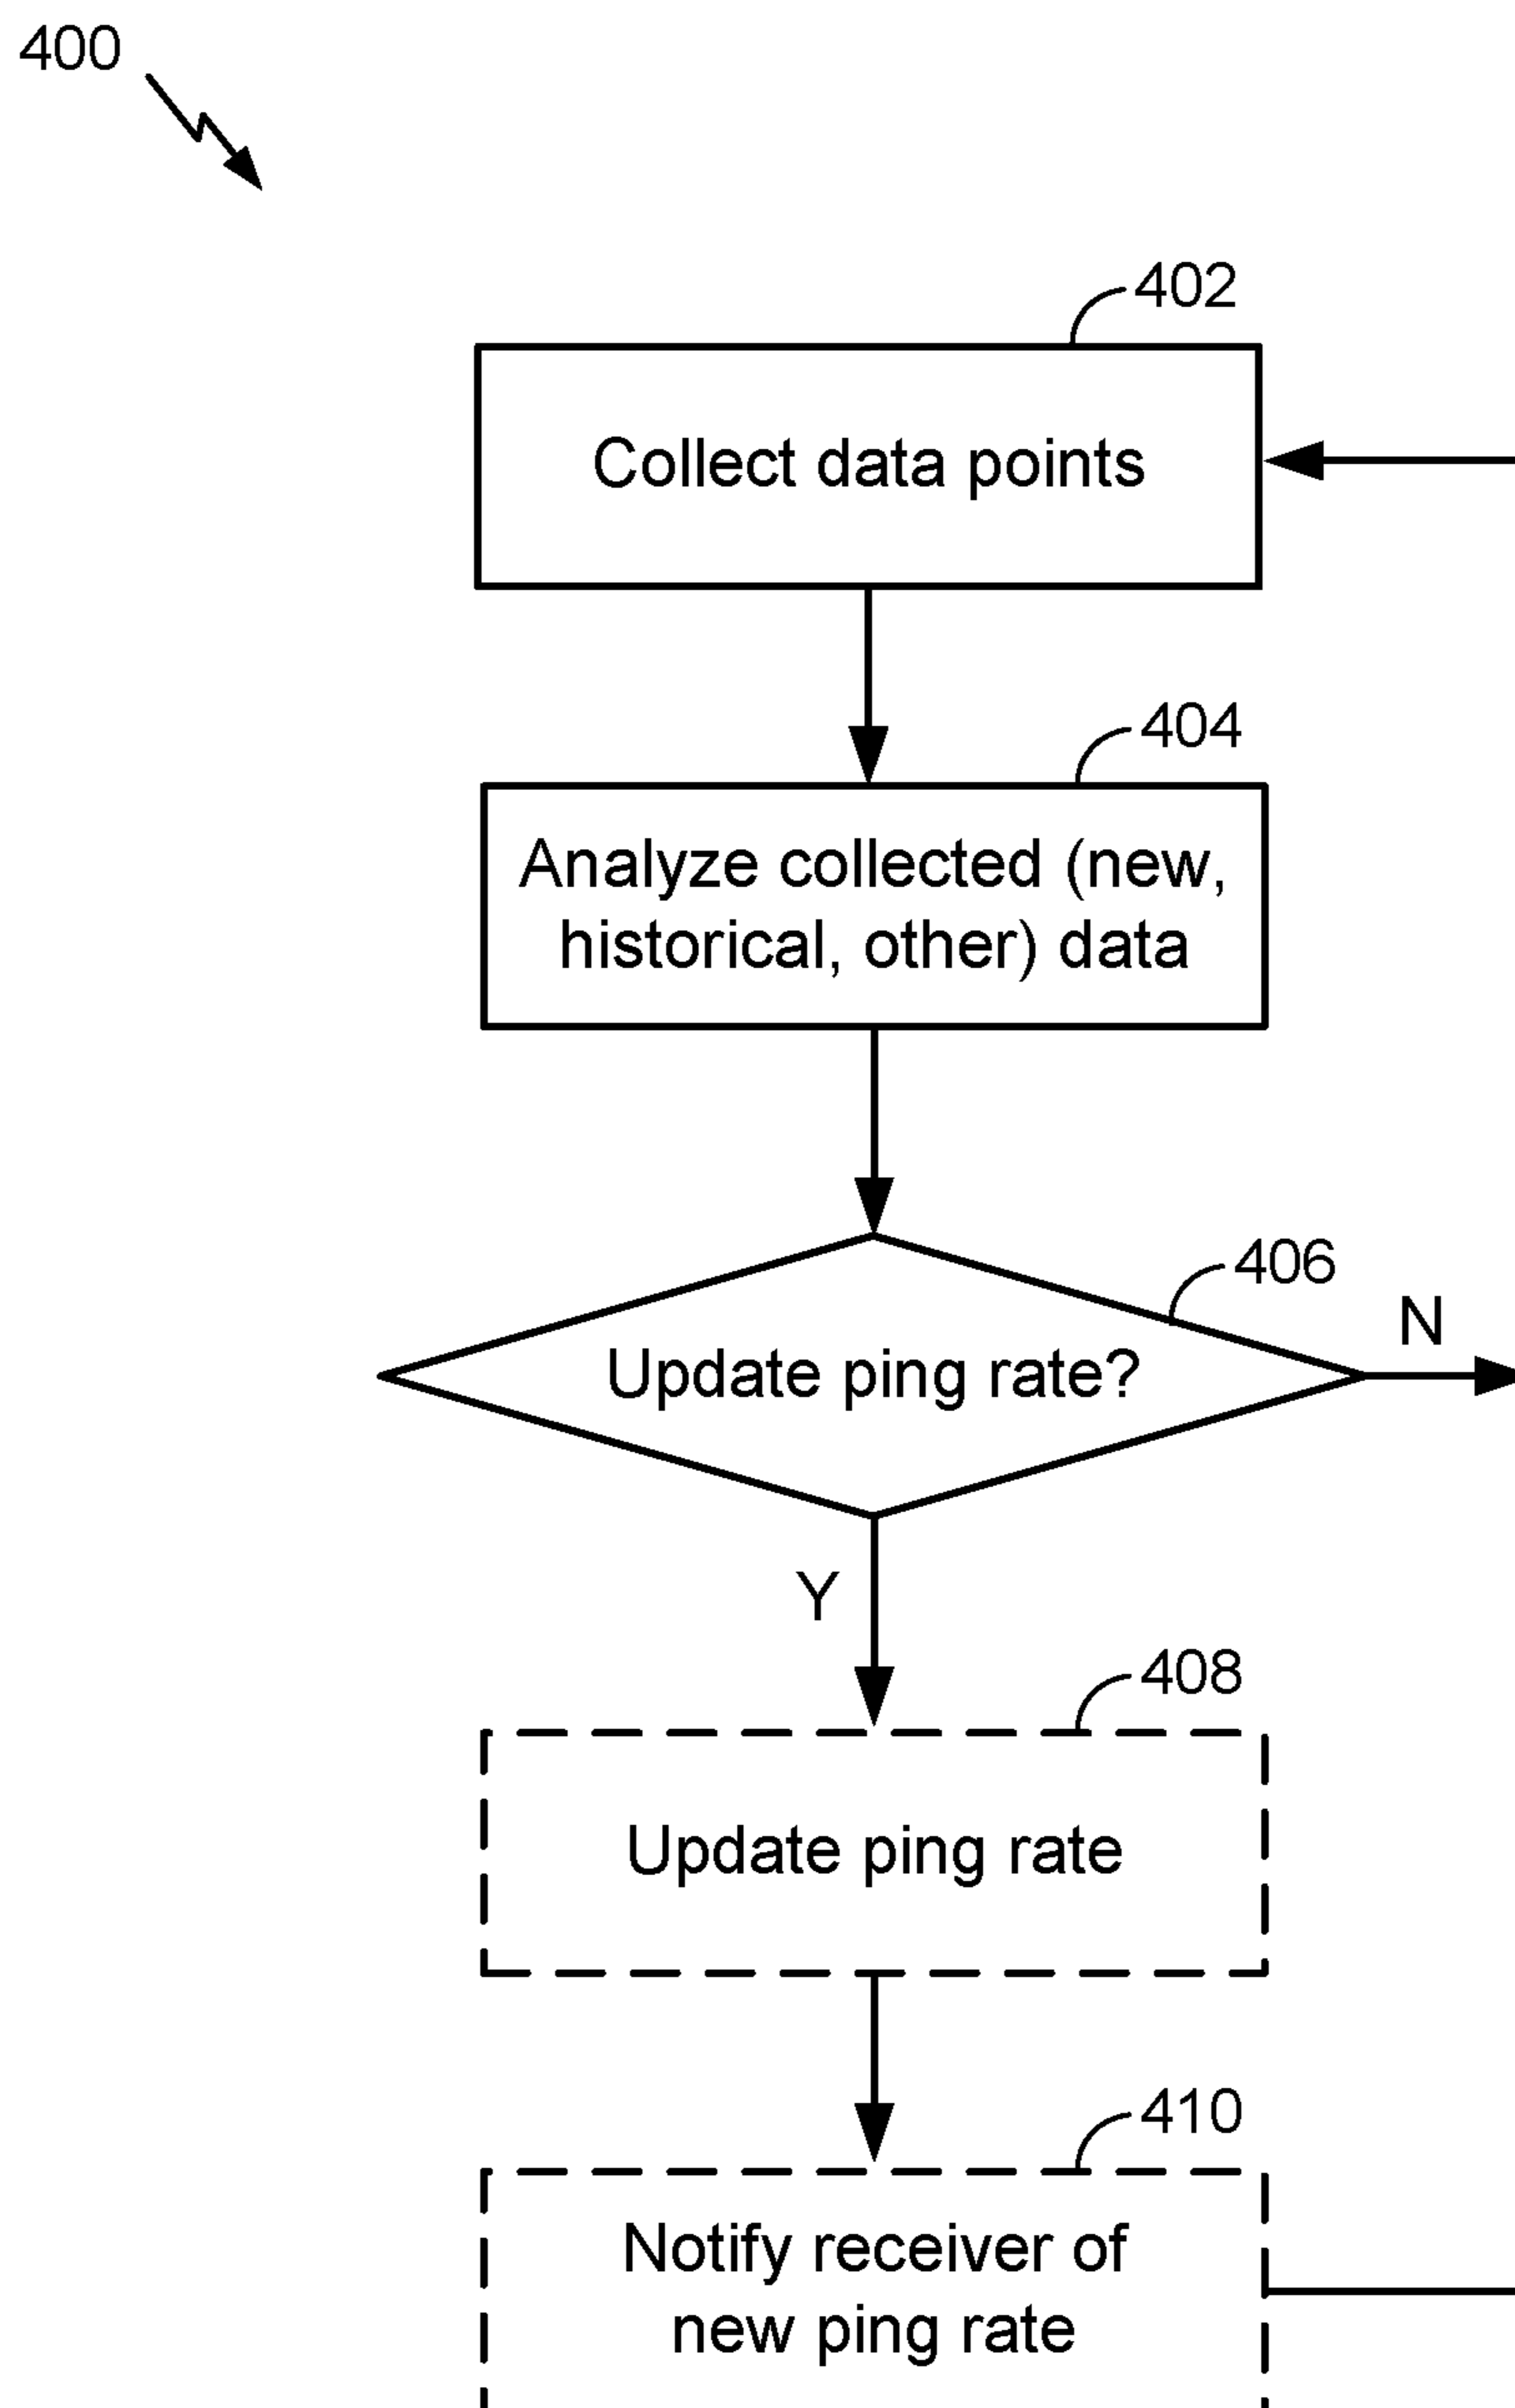 400
402
Collect data points
404
Analyze collected (new,
historical, other) data
406
N
Update ping rate?
Y
408
Update ping rate
410
Notify receiver of
new ping rate